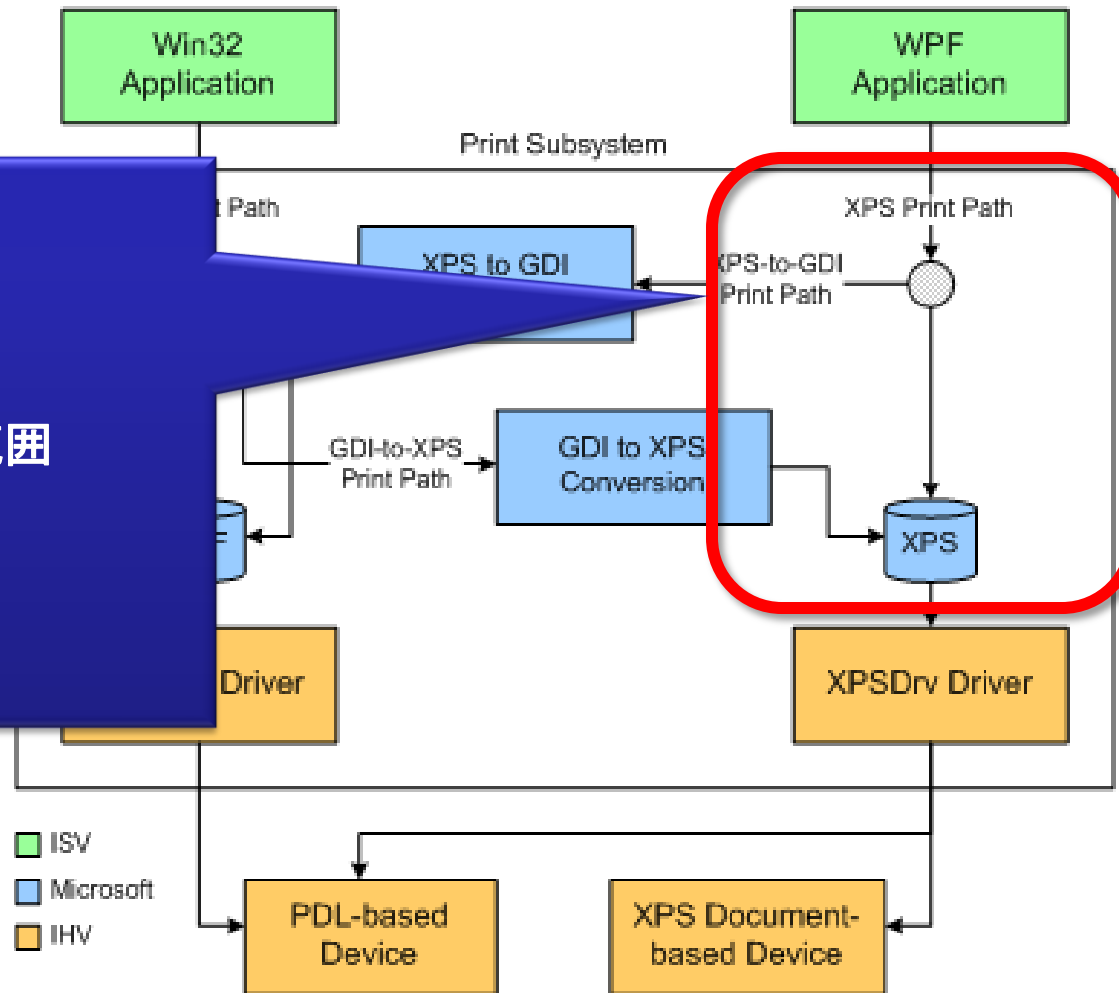 Win32
Application
WPF
Application
Print Subsystem
Path
XPS Print Path
XPS to GDI
XPS-to-GDI
Print Path
囲
GDI-to-XPS
Print Path
GDI to XPS
Conversion
XPS
Driver
XPSDrv Driver
ISV
Microsoft
IHV
PDL-based
Device
XPS Document-
based Device